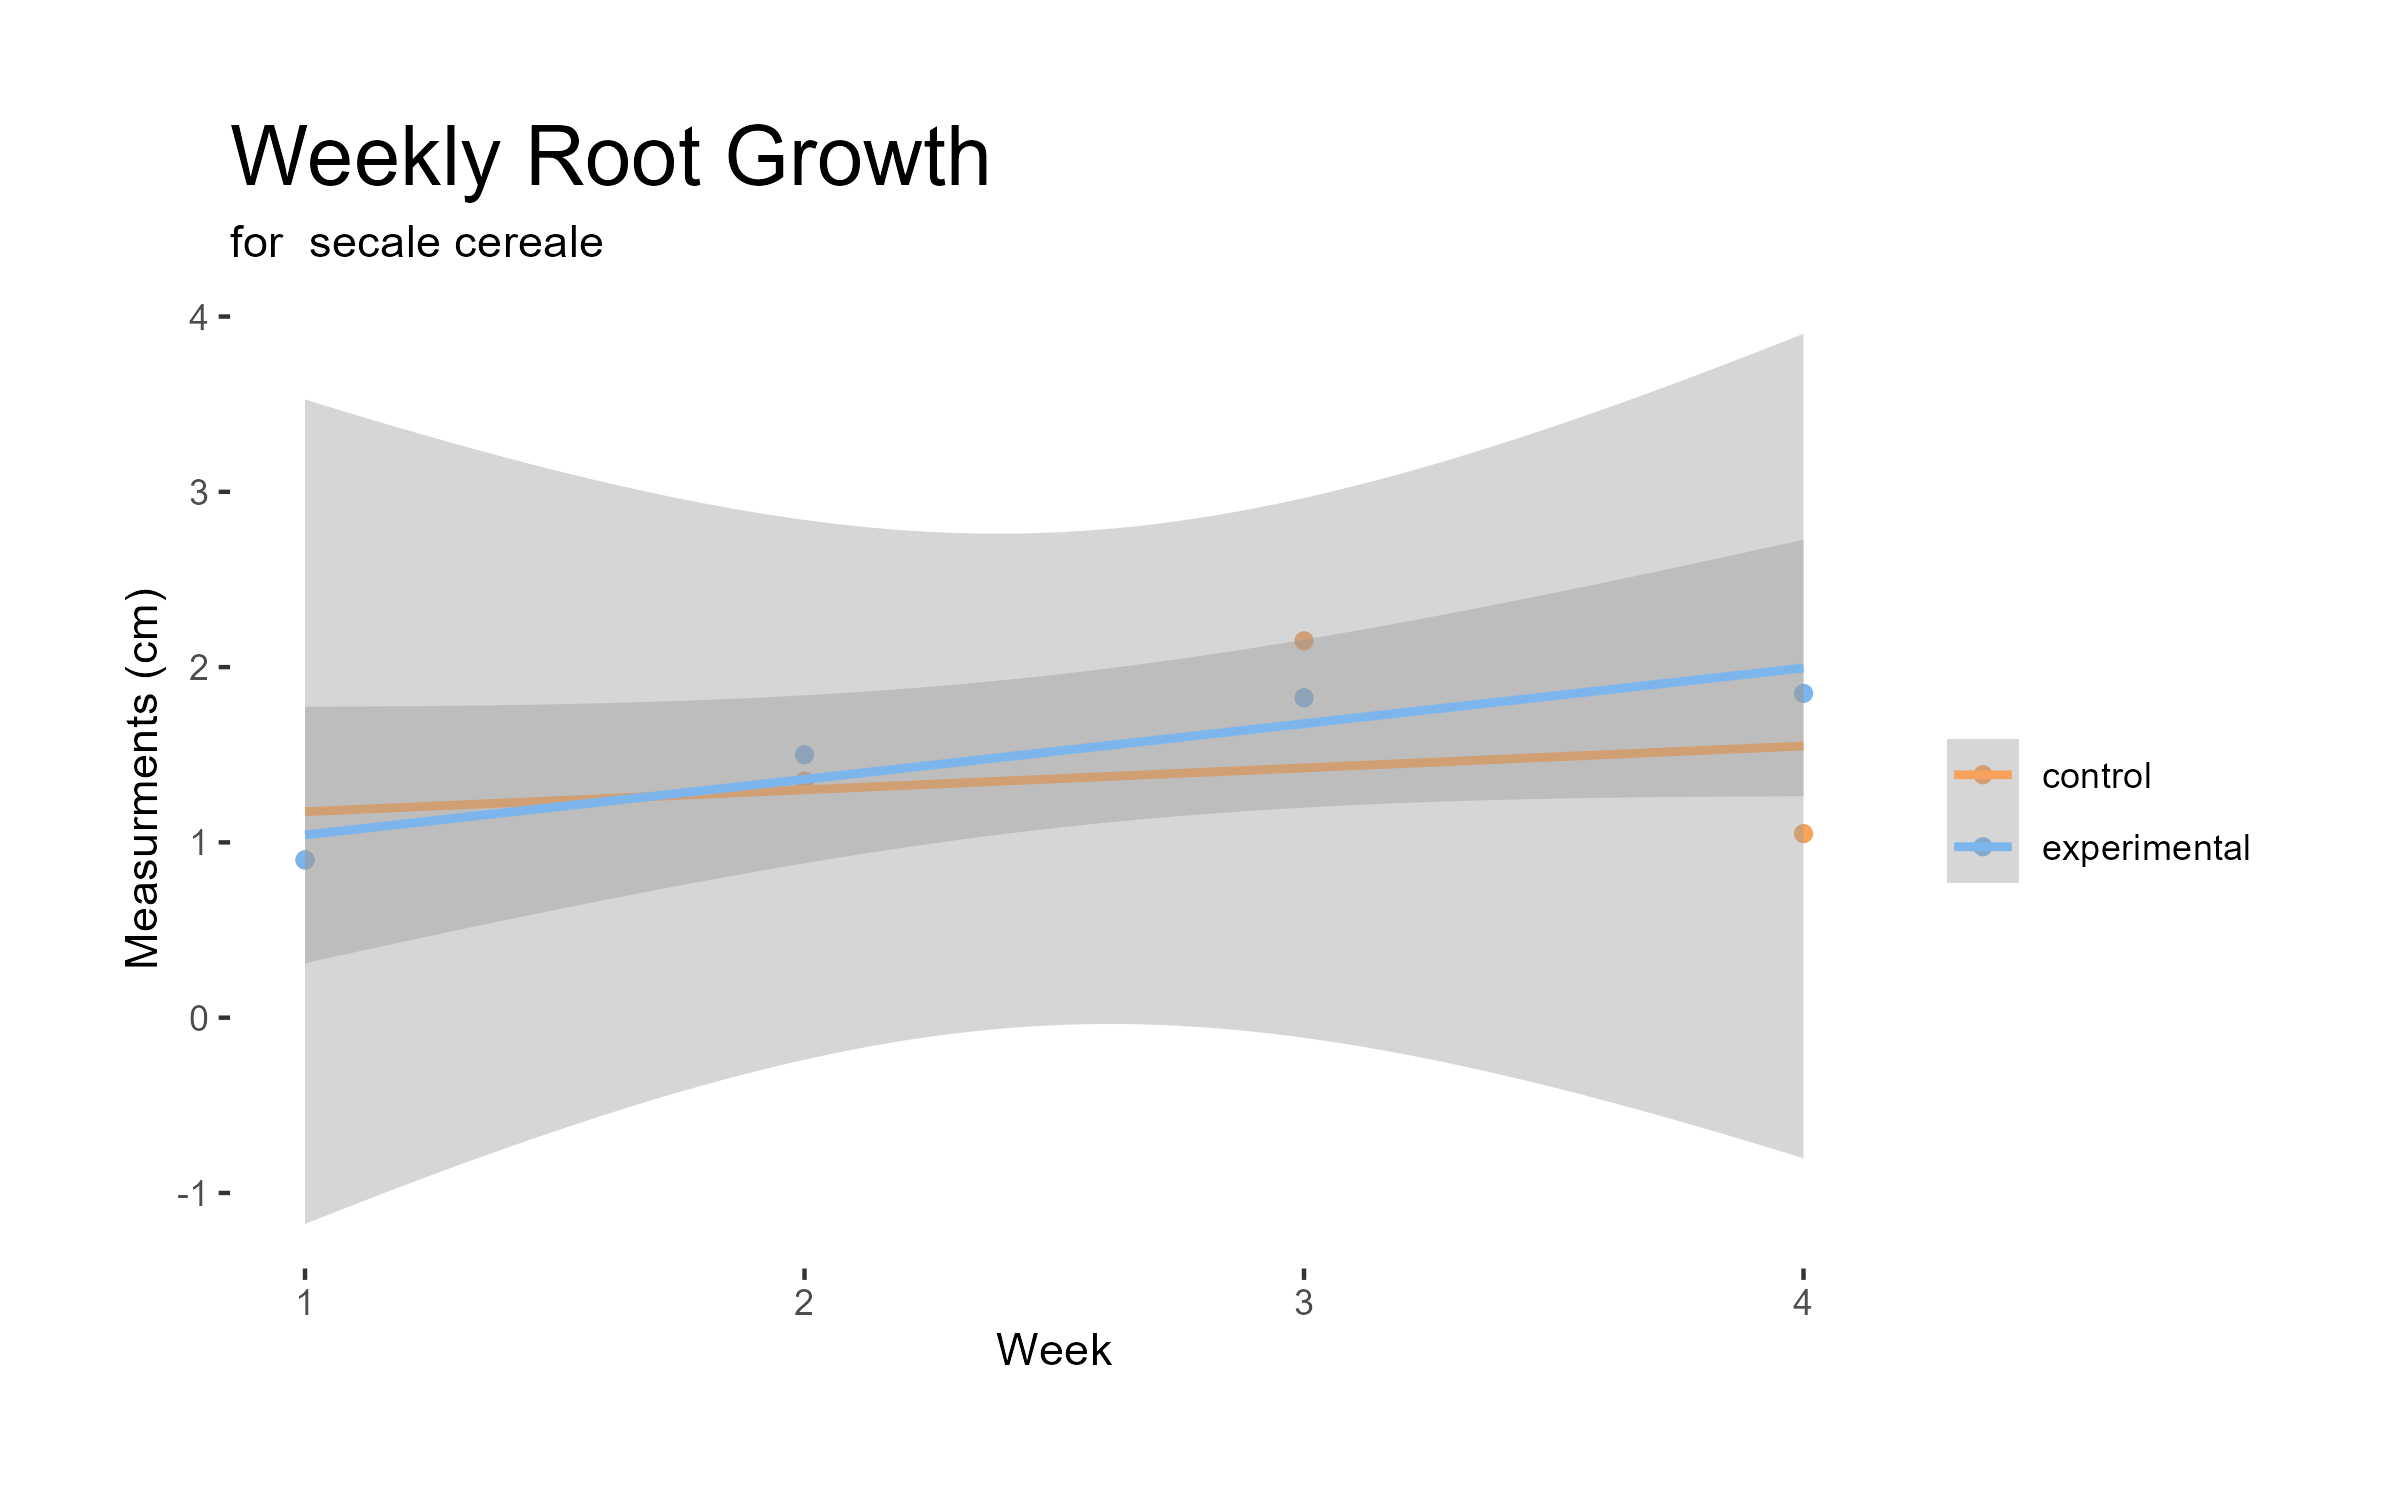 Weekly Root Growth
for  secale cereale
4
3
2
1
0
-1
Measurments (cm)
1 2 3 4
Week
control
experimental